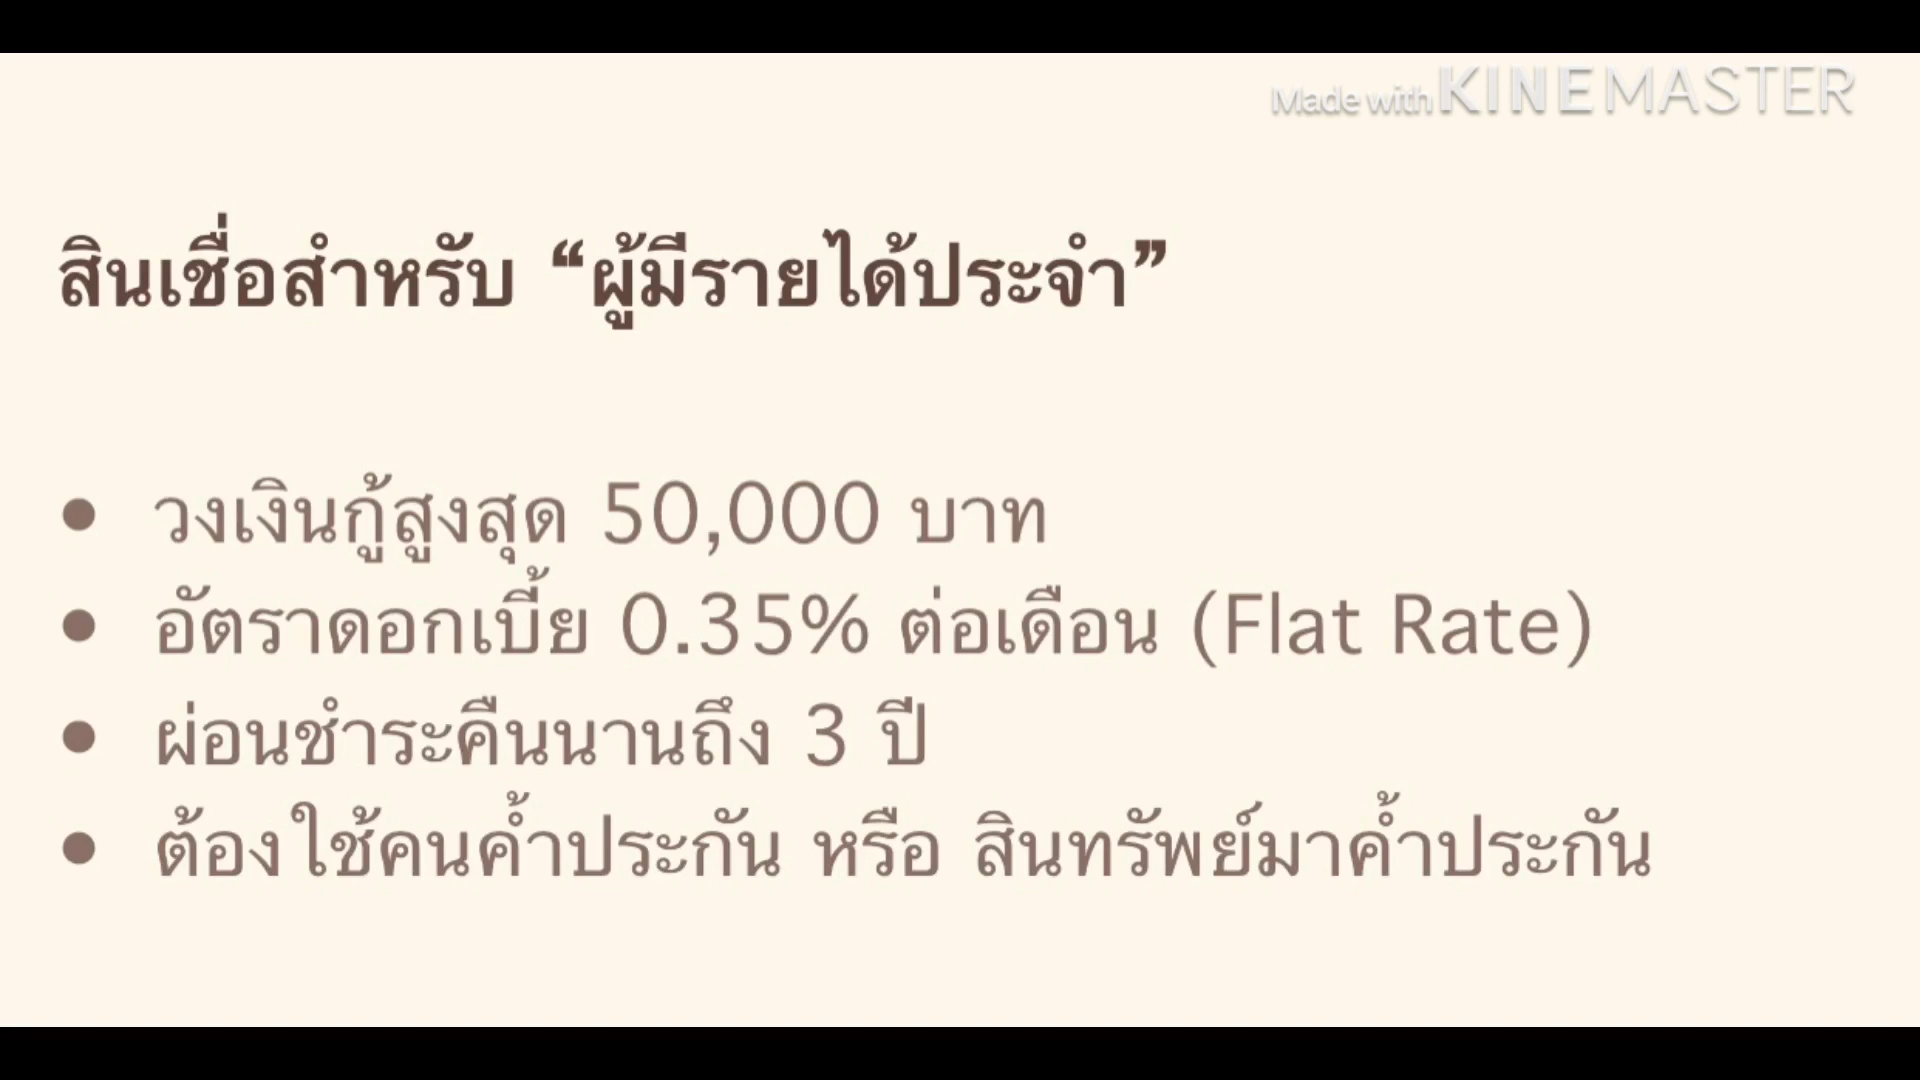 Made with KINEMASTER
สินเชื่อสำหรับ “ผู้มีรายได้ประจำ”
● วงเงินกู้สูงสุด 50,000 บาท
● อัตราดอกเบี้ย 0.35% ต่อเดือน (Flat Rate)
● ผ่อนชำระคืนนานถึง 3 ปี
● ต้องใช้คนค้ำประกัน หรือ สินทรัพย์มาค้ำประกัน